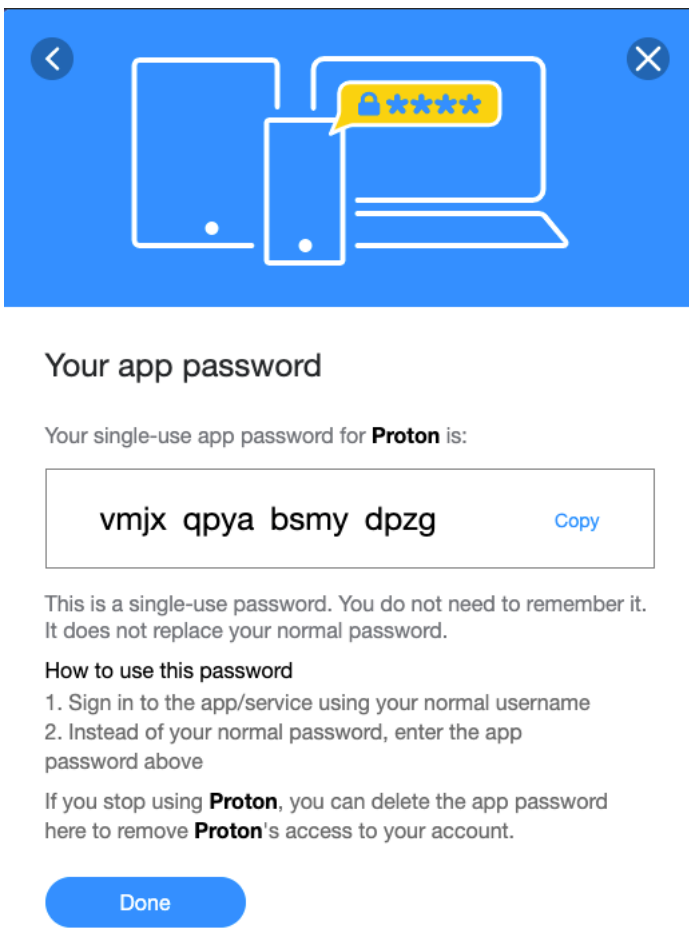 ****
Your app password
Your single-use app password for Proton is:
vmjx qpya bsmy dpzg
Copy
This is a single-use password. You do not need to remember it.
It does not replace your normal password.
How to use this password
1. Sign in to the app/service using your normal username
2. Instead of your normal password, enter the app
password above
If you stop using Proton, you can delete the app password
here to remove Proton's access to your account.
Done